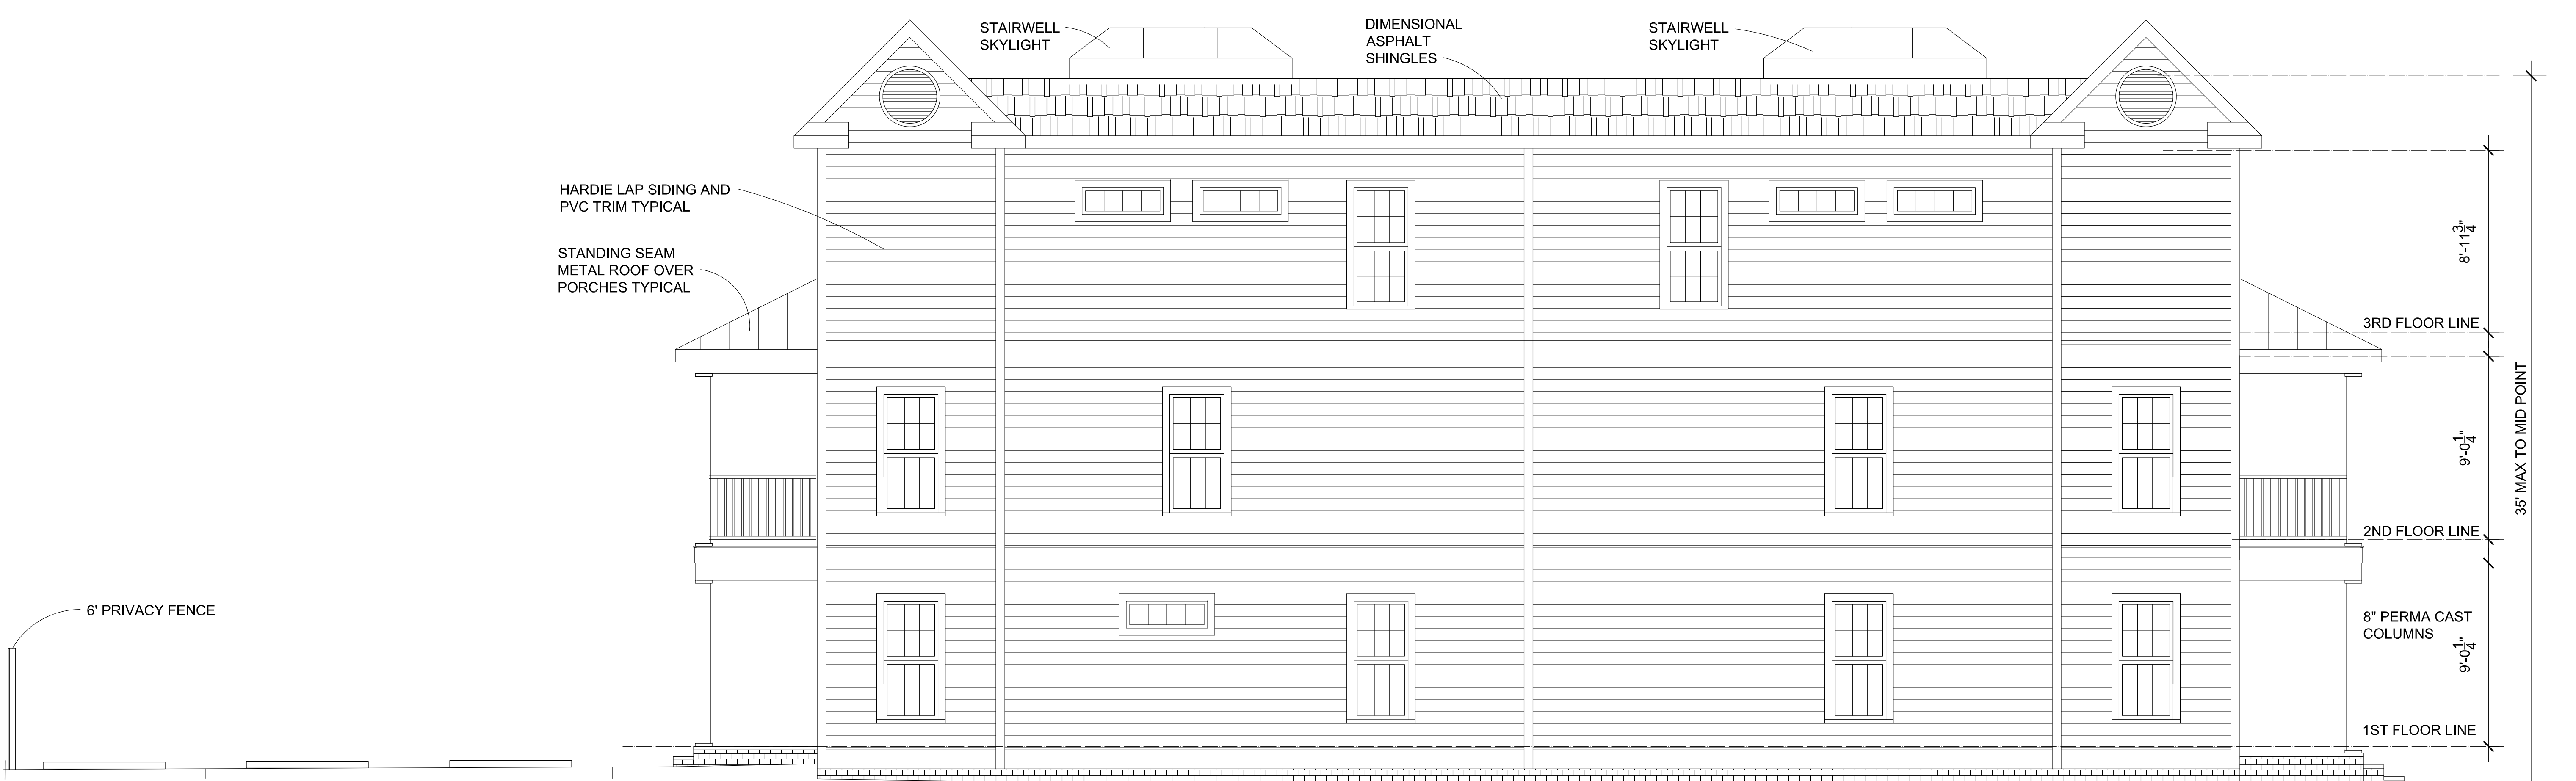 STAIRWELL
SKYLIGHT
DIMENSIONAL
ASPHALT
SHINGLES
STAIRWELL
SKYLIGHT
HARDIE LAP SIDING AND
PVC TRIM TYPICAL
STANDING SEAM
METAL ROOF OVER
PORCHES TYPICAL
8'-11 3/4"
3RD FLOOR LINE
35' MAX TO MID POINT
9'-0 1/4"
2ND FLOOR LINE
6' PRIVACY FENCE
8" PERMA CAST
COLUMNS
9'-0 1/4"
1ST FLOOR LINE